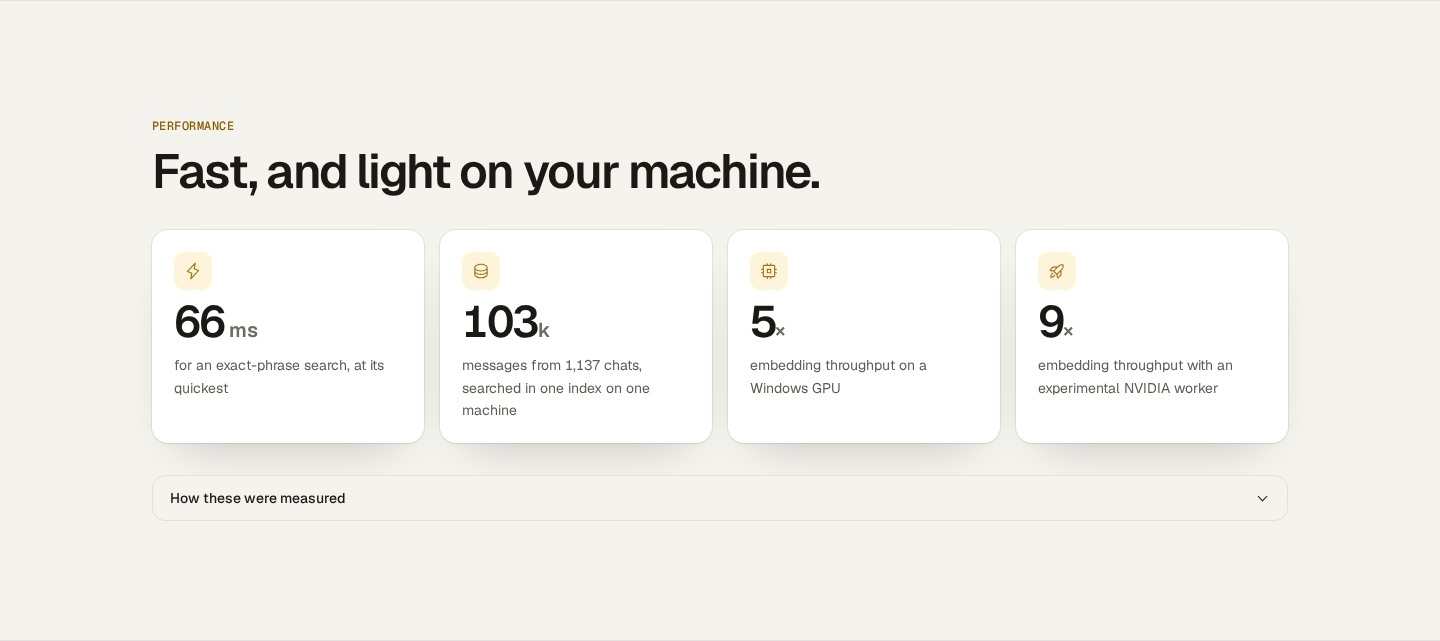 PERFORMANCE
Fast, and light on your machine.
66 ms
for an exact-phrase search, at its
quickest
103k
messages from 1,137 chats,
searched in one index on one
machine
5×
embedding throughput on a
Windows GPU
9×
embedding throughput with an
experimental NVIDIA worker
How these were measured